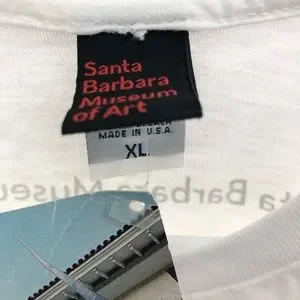 Santa
Barbara
Museum
of Art
MADE IN U.S.A.
XL
ta Barbara Museu